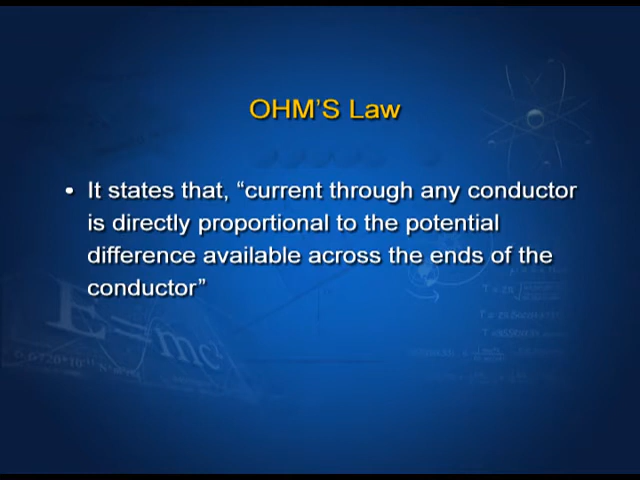 OHM'S Law
• It states that, “current through any conductor
is directly proportional to the potential
difference available across the ends of the
conductor”
E=mc²